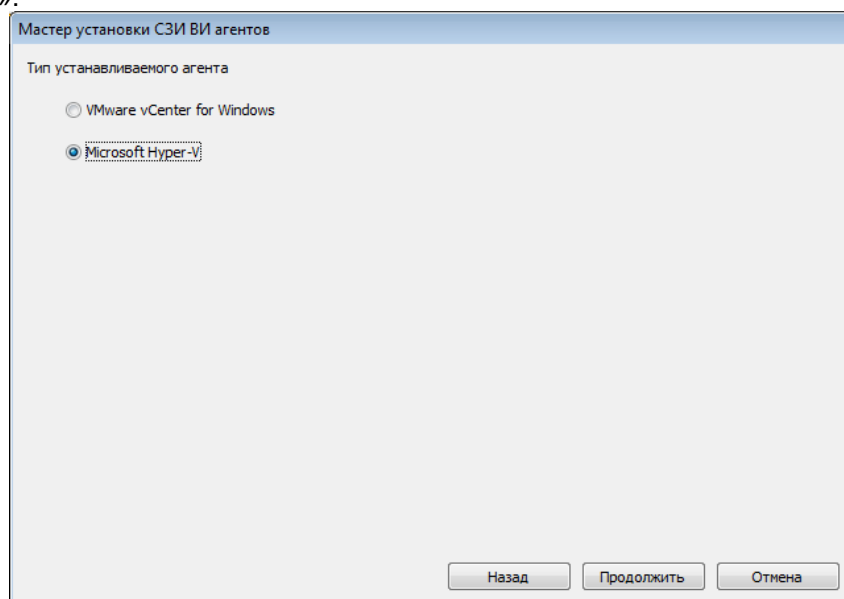 ».
Мастер установки СЗИ ВИ агентов
Тип устанавливаемого агента
VMware vCenter for Windows
Microsoft Hyper-V
Назад Продолжить Отмена